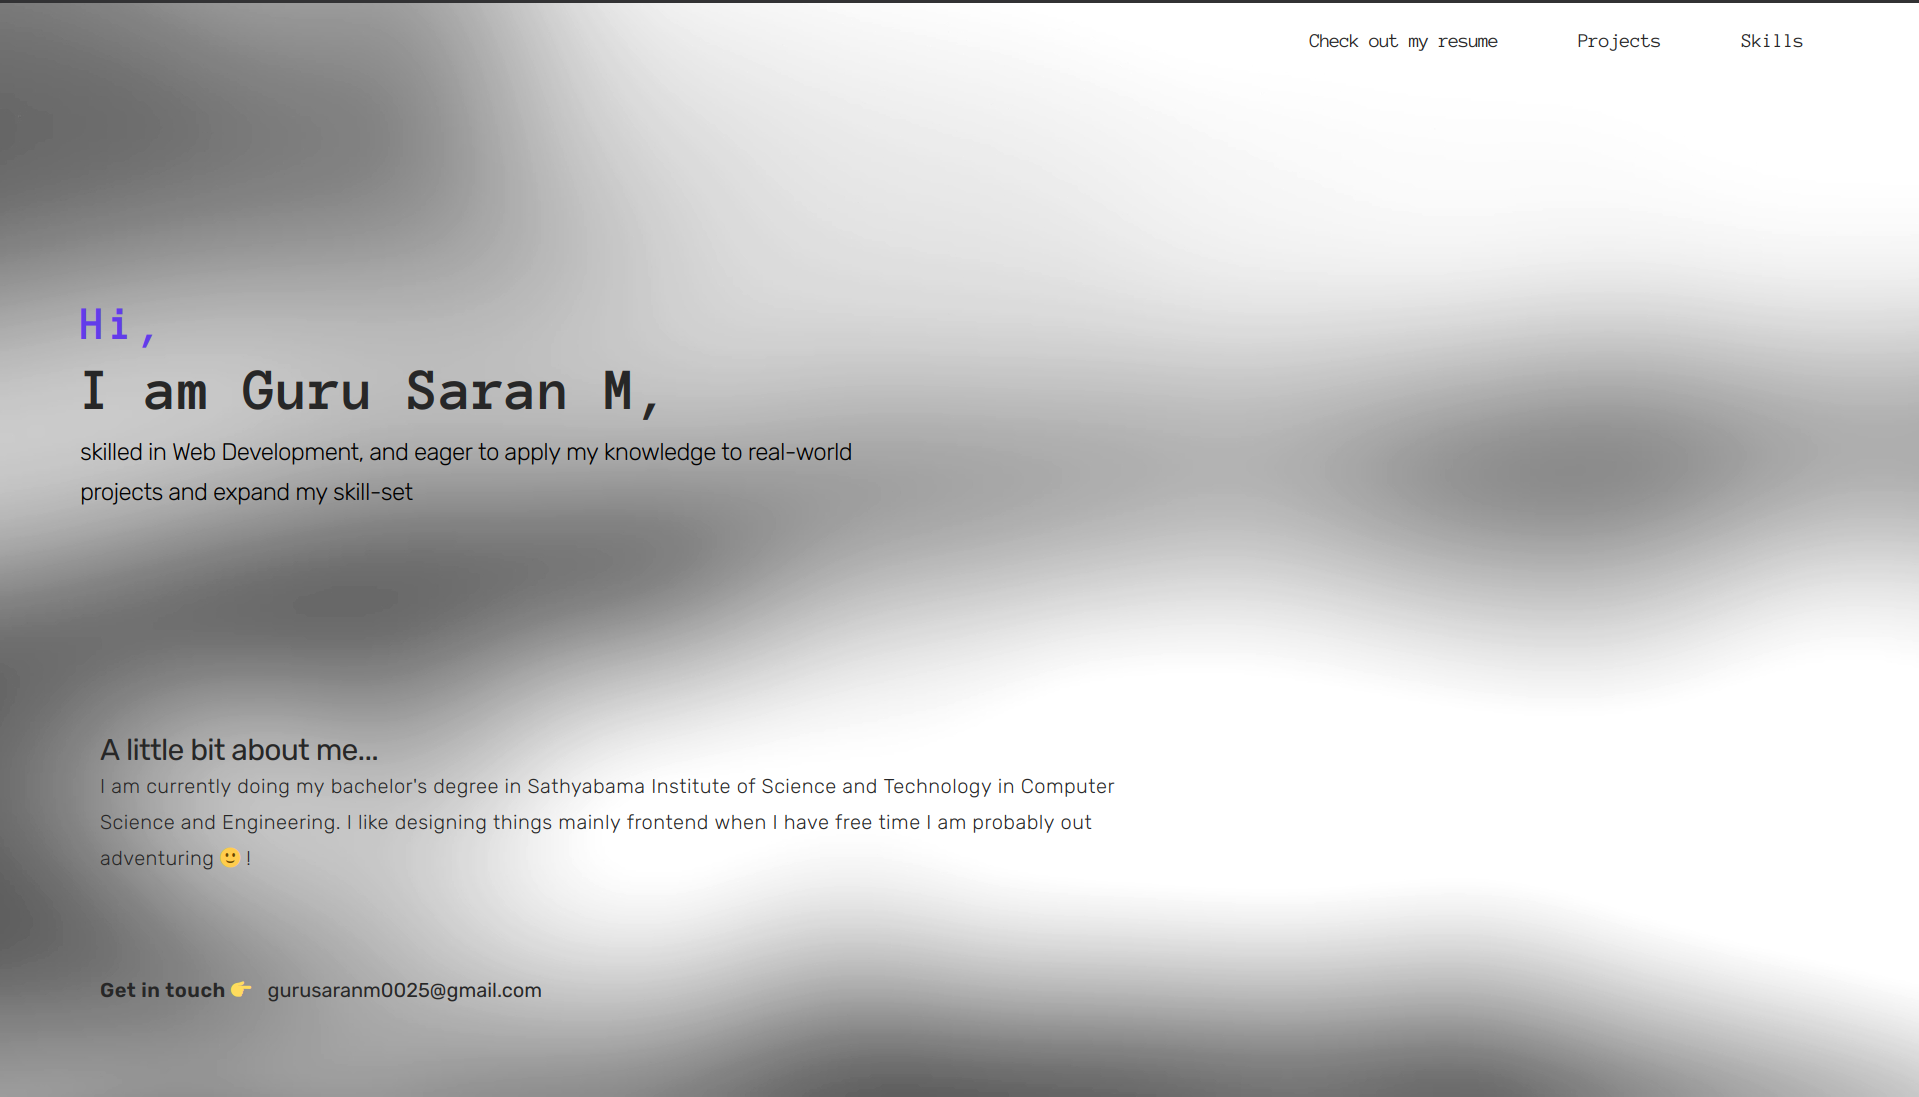 Check out my resume Projects Skills
Hi,
I am Guru Saran M,
skilled in Web Development, and eager to apply my knowledge to real-world
projects and expand my skill-set
A little bit about me...
I am currently doing my bachelor's degree in Sathyabama Institute of Science and Technology in Computer
Science and Engineering. I like designing things mainly frontend when I have free time I am probably out
adventuring 🙂 !
Get in touch 👉 gurusaranm0025@gmail.com